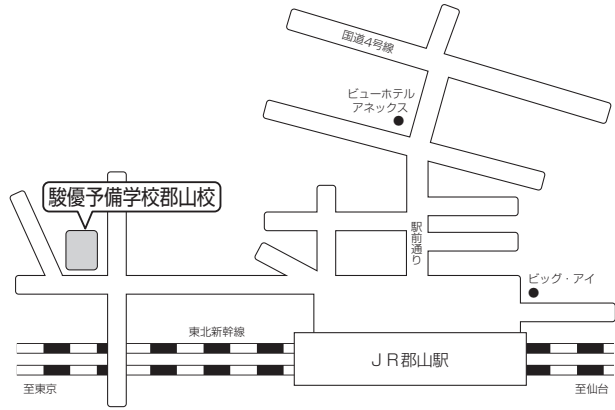 国道4号線
ビューホテル
アネックス
駿優予備学校郡山校
駅前通り
ビッグ・アイ
東北新幹線
ＪＲ郡山駅
至東京
至仙台